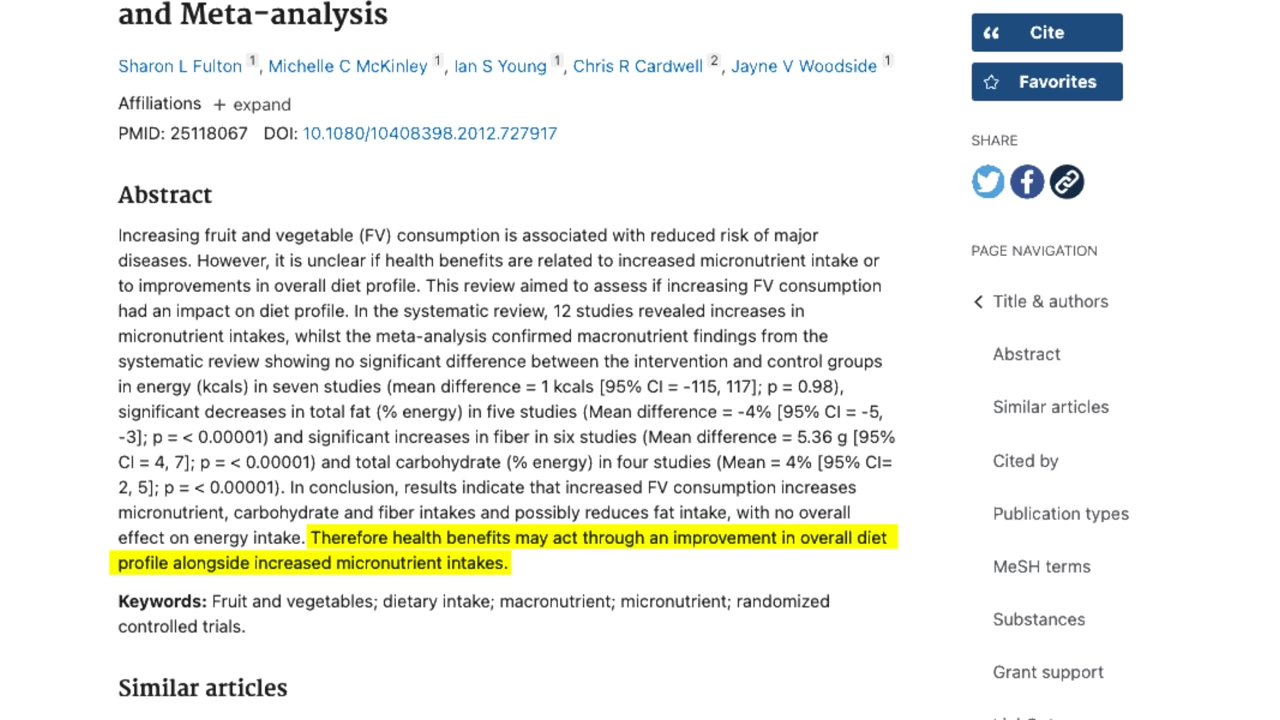 and Meta-analysis
Sharon L Fulton 1, Michelle C McKinley 1, Ian S Young 1, Chris R Cardwell 2, Jayne V Woodside 1
Affiliations + expand
PMID: 25118067 DOI: 10.1080/10408398.2012.727917
Abstract
Increasing fruit and vegetable (FV) consumption is associated with reduced risk of major
diseases. However, it is unclear if health benefits are related to increased micronutrient intake or
to improvements in overall diet profile. This review aimed to assess if increasing FV consumption
had an impact on diet profile. In the systematic review, 12 studies revealed increases in
micronutrient intakes, whilst the meta-analysis confirmed macronutrient findings from the
systematic review showing no significant difference between the intervention and control groups
in energy (kcals) in seven studies (mean difference = 1 kcals [95% CI = -115, 117]; p = 0.98),
significant decreases in total fat (% energy) in five studies (Mean difference = -4% [95% CI = -5,
-3]; p = < 0.00001) and significant increases in fiber in six studies (Mean difference = 5.36 g [95%
CI = 4, 7]; p = < 0.00001) and total carbohydrate (% energy) in four studies (Mean = 4% [95% CI=
2, 5]; p = < 0.00001). In conclusion, results indicate that increased FV consumption increases
micronutrient, carbohydrate and fiber intakes and possibly reduces fat intake, with no overall
effect on energy intake. Therefore health benefits may act through an improvement in overall diet
profile alongside increased micronutrient intakes.
Keywords: Fruit and vegetables; dietary intake; macronutrient; micronutrient; randomized
controlled trials.
Similar articles
Cite
Favorites
SHARE
PAGE NAVIGATION
Title & authors
Abstract
Similar articles
Cited by
Publication types
MeSH terms
Substances
Grant support